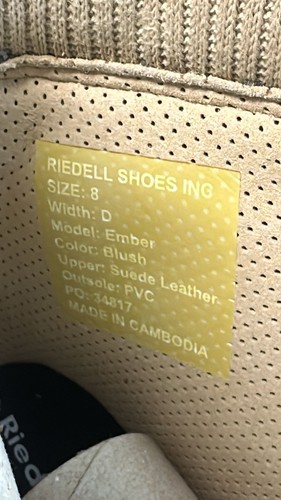 RIEDELL SHOES INC
SIZE: 8
Width: D
Model: Ember
Color: Blush
Upper: Suede Leather
Outsole: PVC
PO: 34817
MADE IN CAMBODIA
Ried